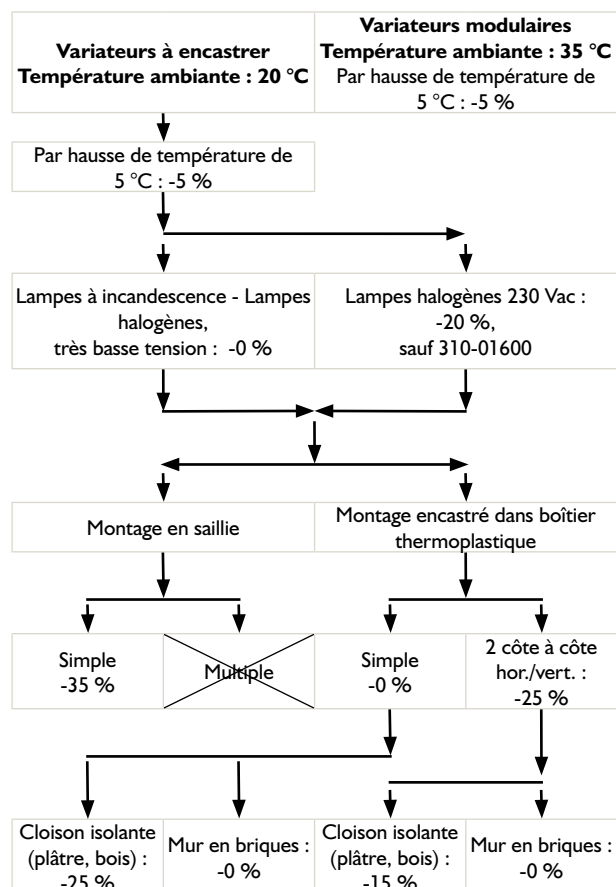 Variateurs à encastrer
Température ambiante : 20 °C
Variateurs modulaires
Température ambiante : 35 °C
Par hausse de température de
5 °C : -5 %
Par hausse de température de
5 °C : -5 %
Lampes à incandescence - Lampes
halogènes,
très basse tension : -0 %
Lampes halogènes 230 Vac :
-20 %,
sauf 310-01600
Montage en saillie
Montage encastré dans boîtier
thermoplastique
Simple
-35 %
Multiple
Simple
-0 %
2 côte à côte
hor./vert. :
-25 %
Cloison isolante
(plâtre, bois) :
-25 %
Mur en briques :
-0 %
Cloison isolante
(plâtre, bois) :
-15 %
Mur en briques :
-0 %